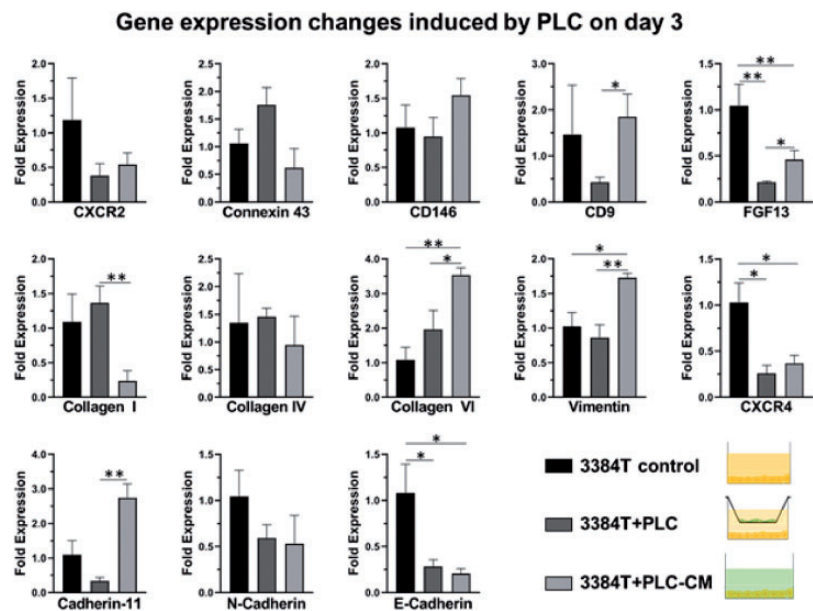 Gene expression changes induced by PLC on day 3
Fold Expression
2.0
1.5
1.0
0.5
0.0
CXCR2
Fold Expression
2.5
2.0
1.5
1.0
0.5
0.0
Connexin 43
Fold Expression
2.0
1.5
1.0
0.5
0.0
CD146
Fold Expression
3.0
2.0
1.0
0.0
*
CD9
Fold Expression
1.5
1.0
0.5
0.0
**
**
*
FGF13
Fold Expression
2.0
1.5
1.0
0.5
0.0
**
Collagen I
Fold Expression
2.5
2.0
1.5
1.0
0.5
0.0
Collagen IV
Fold Expression
4.0
3.0
2.0
1.0
0.0
**
*
Collagen VI
Fold Expression
2.0
1.5
1.0
0.5
0.0
*
**
Vimentin
Fold Expression
1.5
1.0
0.5
0.0
*
*
CXCR4
Fold Expression
4.0
3.0
2.0
1.0
0.0
**
Cadherin-11
Fold Expression
1.5
1.0
0.5
0.0
N-Cadherin
Fold Expression
1.5
1.0
0.5
0.0
*
*
E-Cadherin
3384T control
3384T+PLC
3384T+PLC-CM